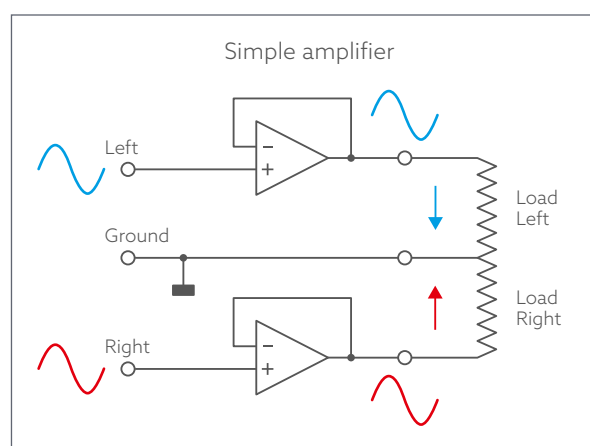 Simple amplifier
Left
−
+
Load
Left
Ground
Load
Right
Right
−
+